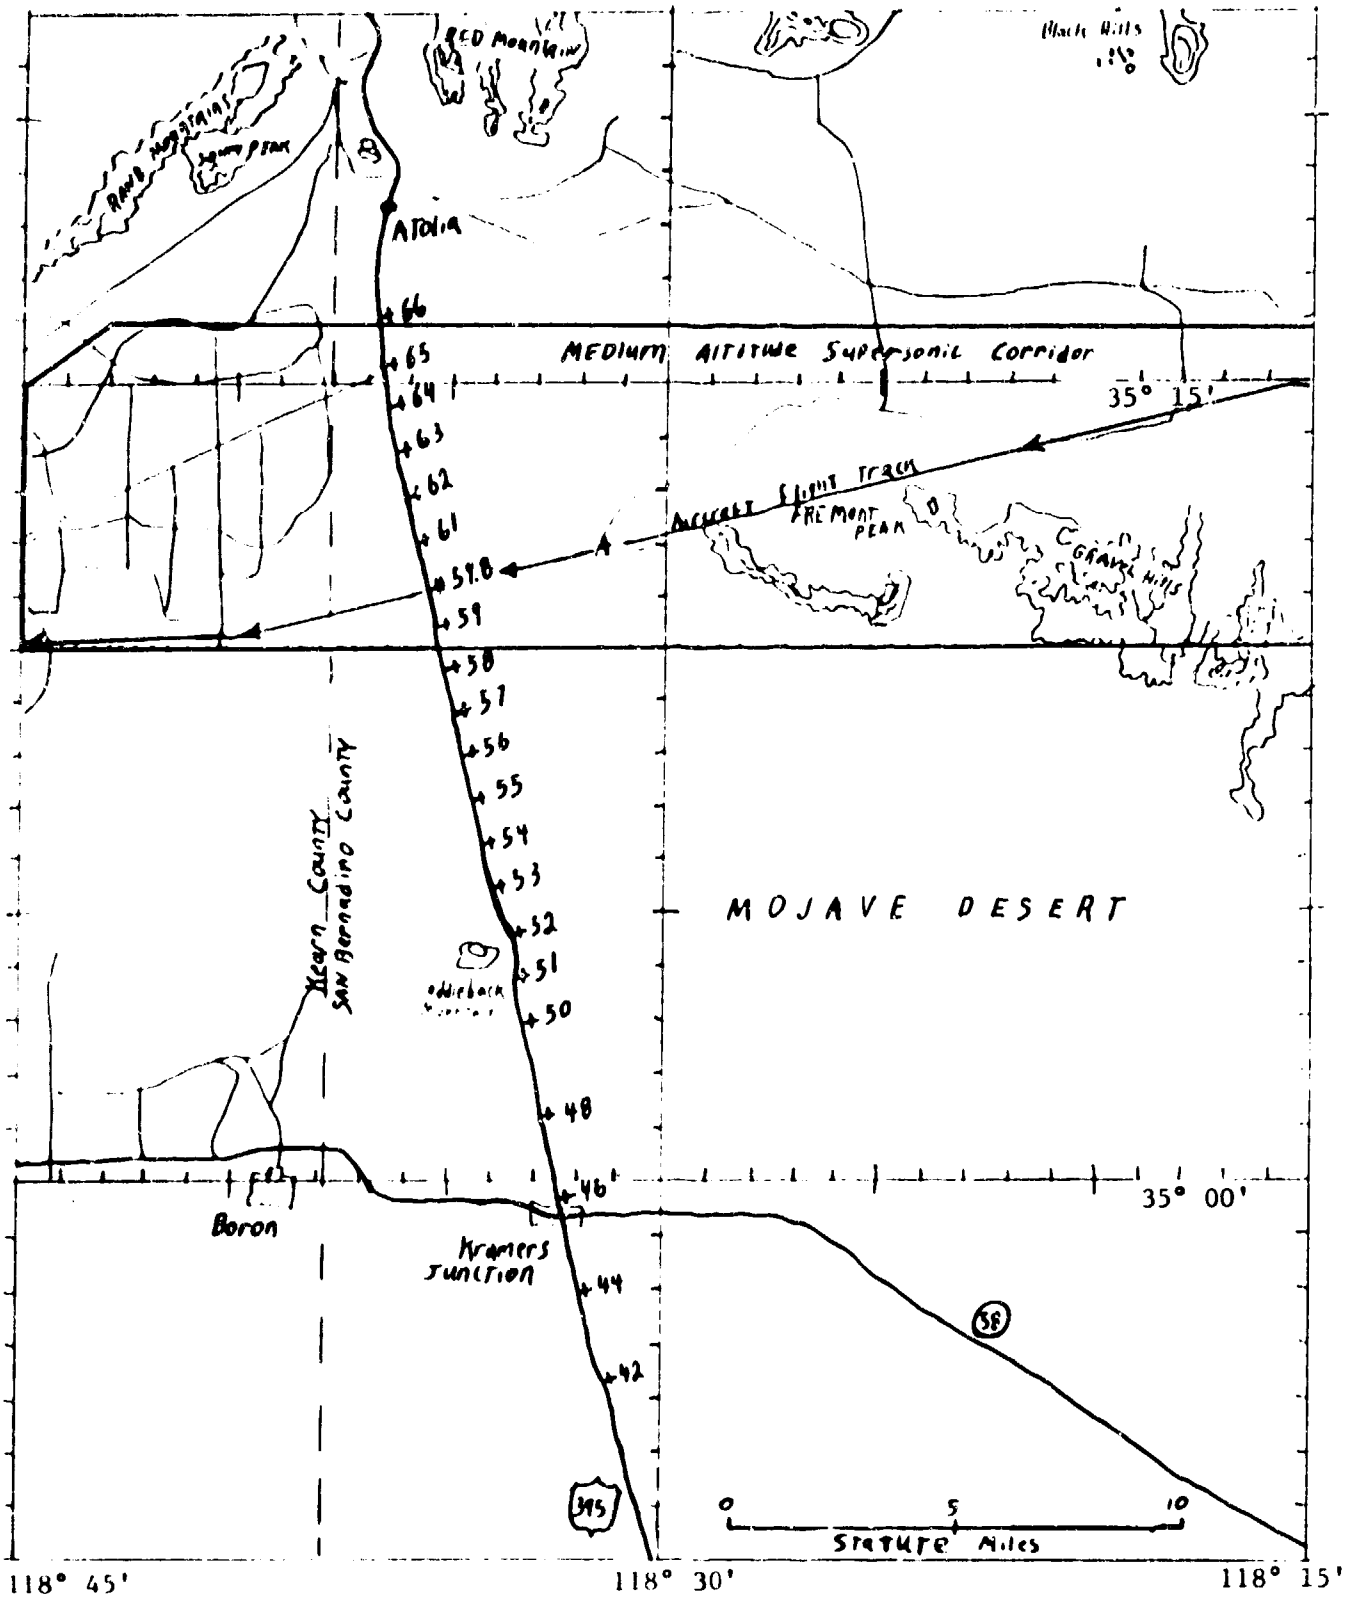 RED MOUNTAIN
Black Hills
RAND MOUNTAINS
Atolia
66
MEDIUM ALTITUDE SUPERSONIC CORRIDOR
65
64
35° 15'
63
62
Aircraft Flight Track
FREMONT
PEAK
61
GRAVEL HILLS
59.8
59
58
57
56
55
54
53
52
51
50
Kearn County
SAN Bernadino County
MOJAVE DESERT
48
46
35° 00'
Boron
Kramers
Junction
44
58
42
395
0 5 10
Statute Miles
118° 45' 118° 30' 118° 15'